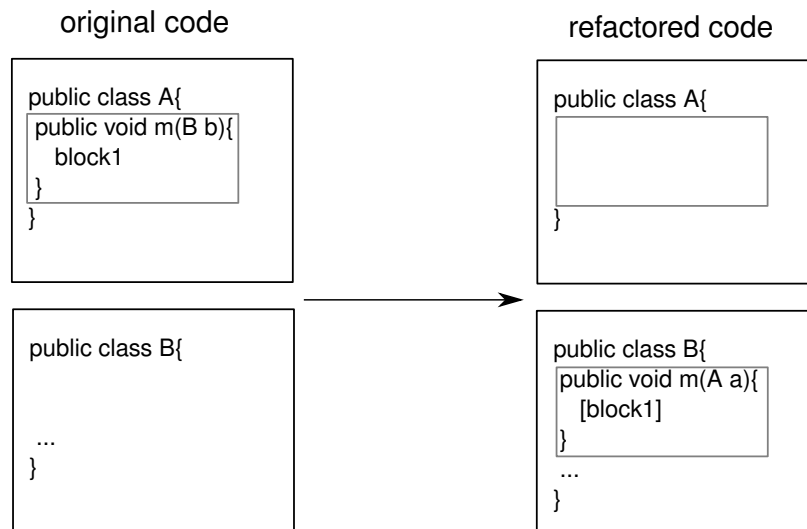 original code
public class A{
public void m(B b){
block1
}
}
public class B{
...
}
refactored code
public class A{
}
public class B{
public void m(A a){
[block1]
}
...
}